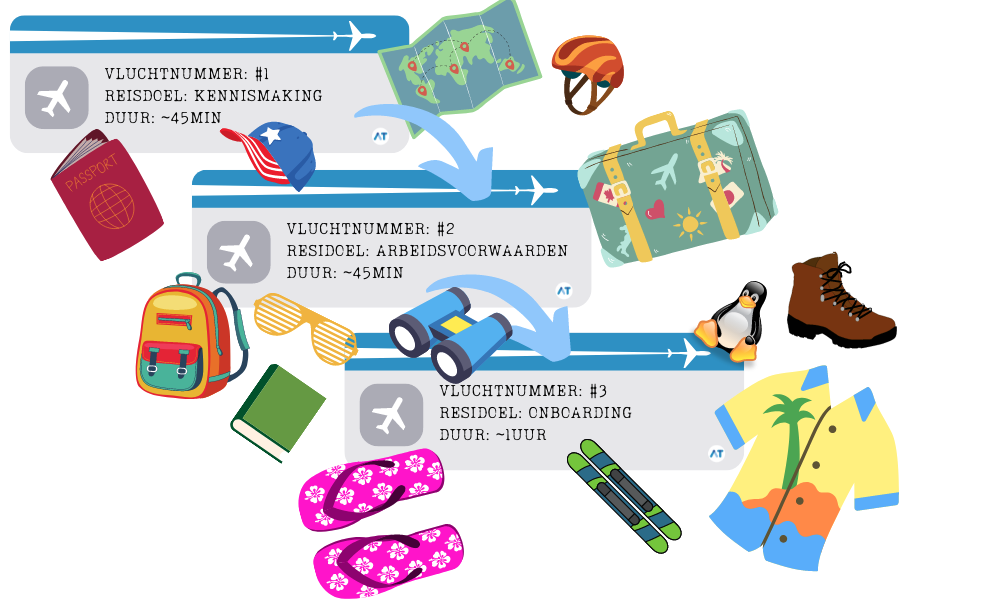 VLUCHTNUMMER: #1
REISDOEL: KENNISMAKING
DUUR: ~45MIN
AT
PASSPORT
VLUCHTNUMMER: #2
RESIDOEL: ARBEIDSVOORWAARDEN
DUUR: ~45MIN
AT
VLUCHTNUMMER: #3
RESIDOEL: ONBOARDING
DUUR: ~1UUR
AT